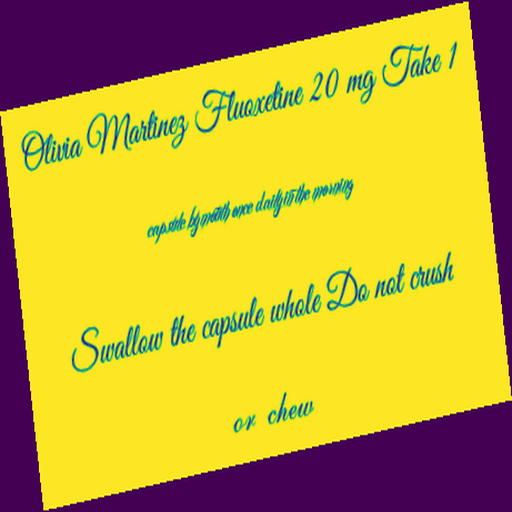 Olivia Martinez Fluoxetine 20 mg Take 1
capsule by mouth once daily in the morning
Swallow the capsule whole Do not crush
or chew